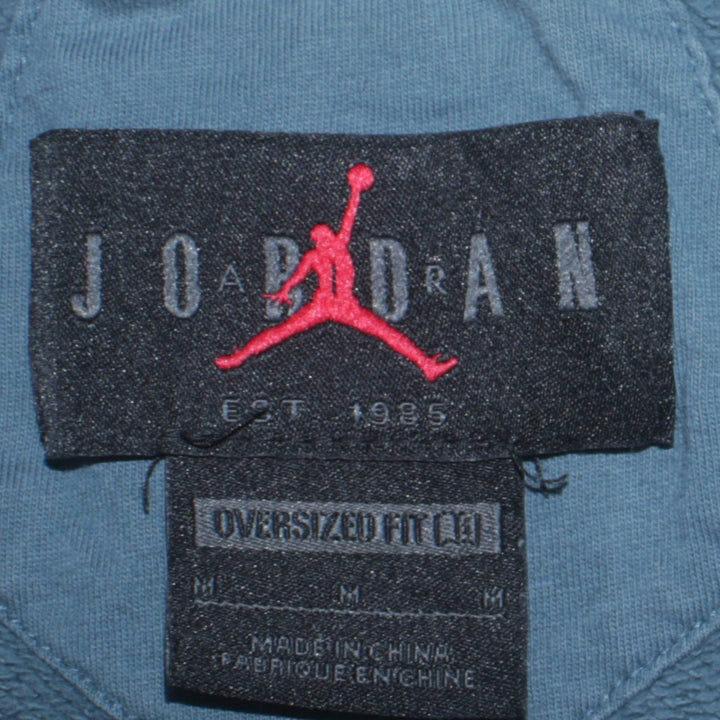 JORDAN
AIR
EST. 1985
OVERSIZED FIT
M M M
MADE IN CHINA
FABRIQUE EN CHINE